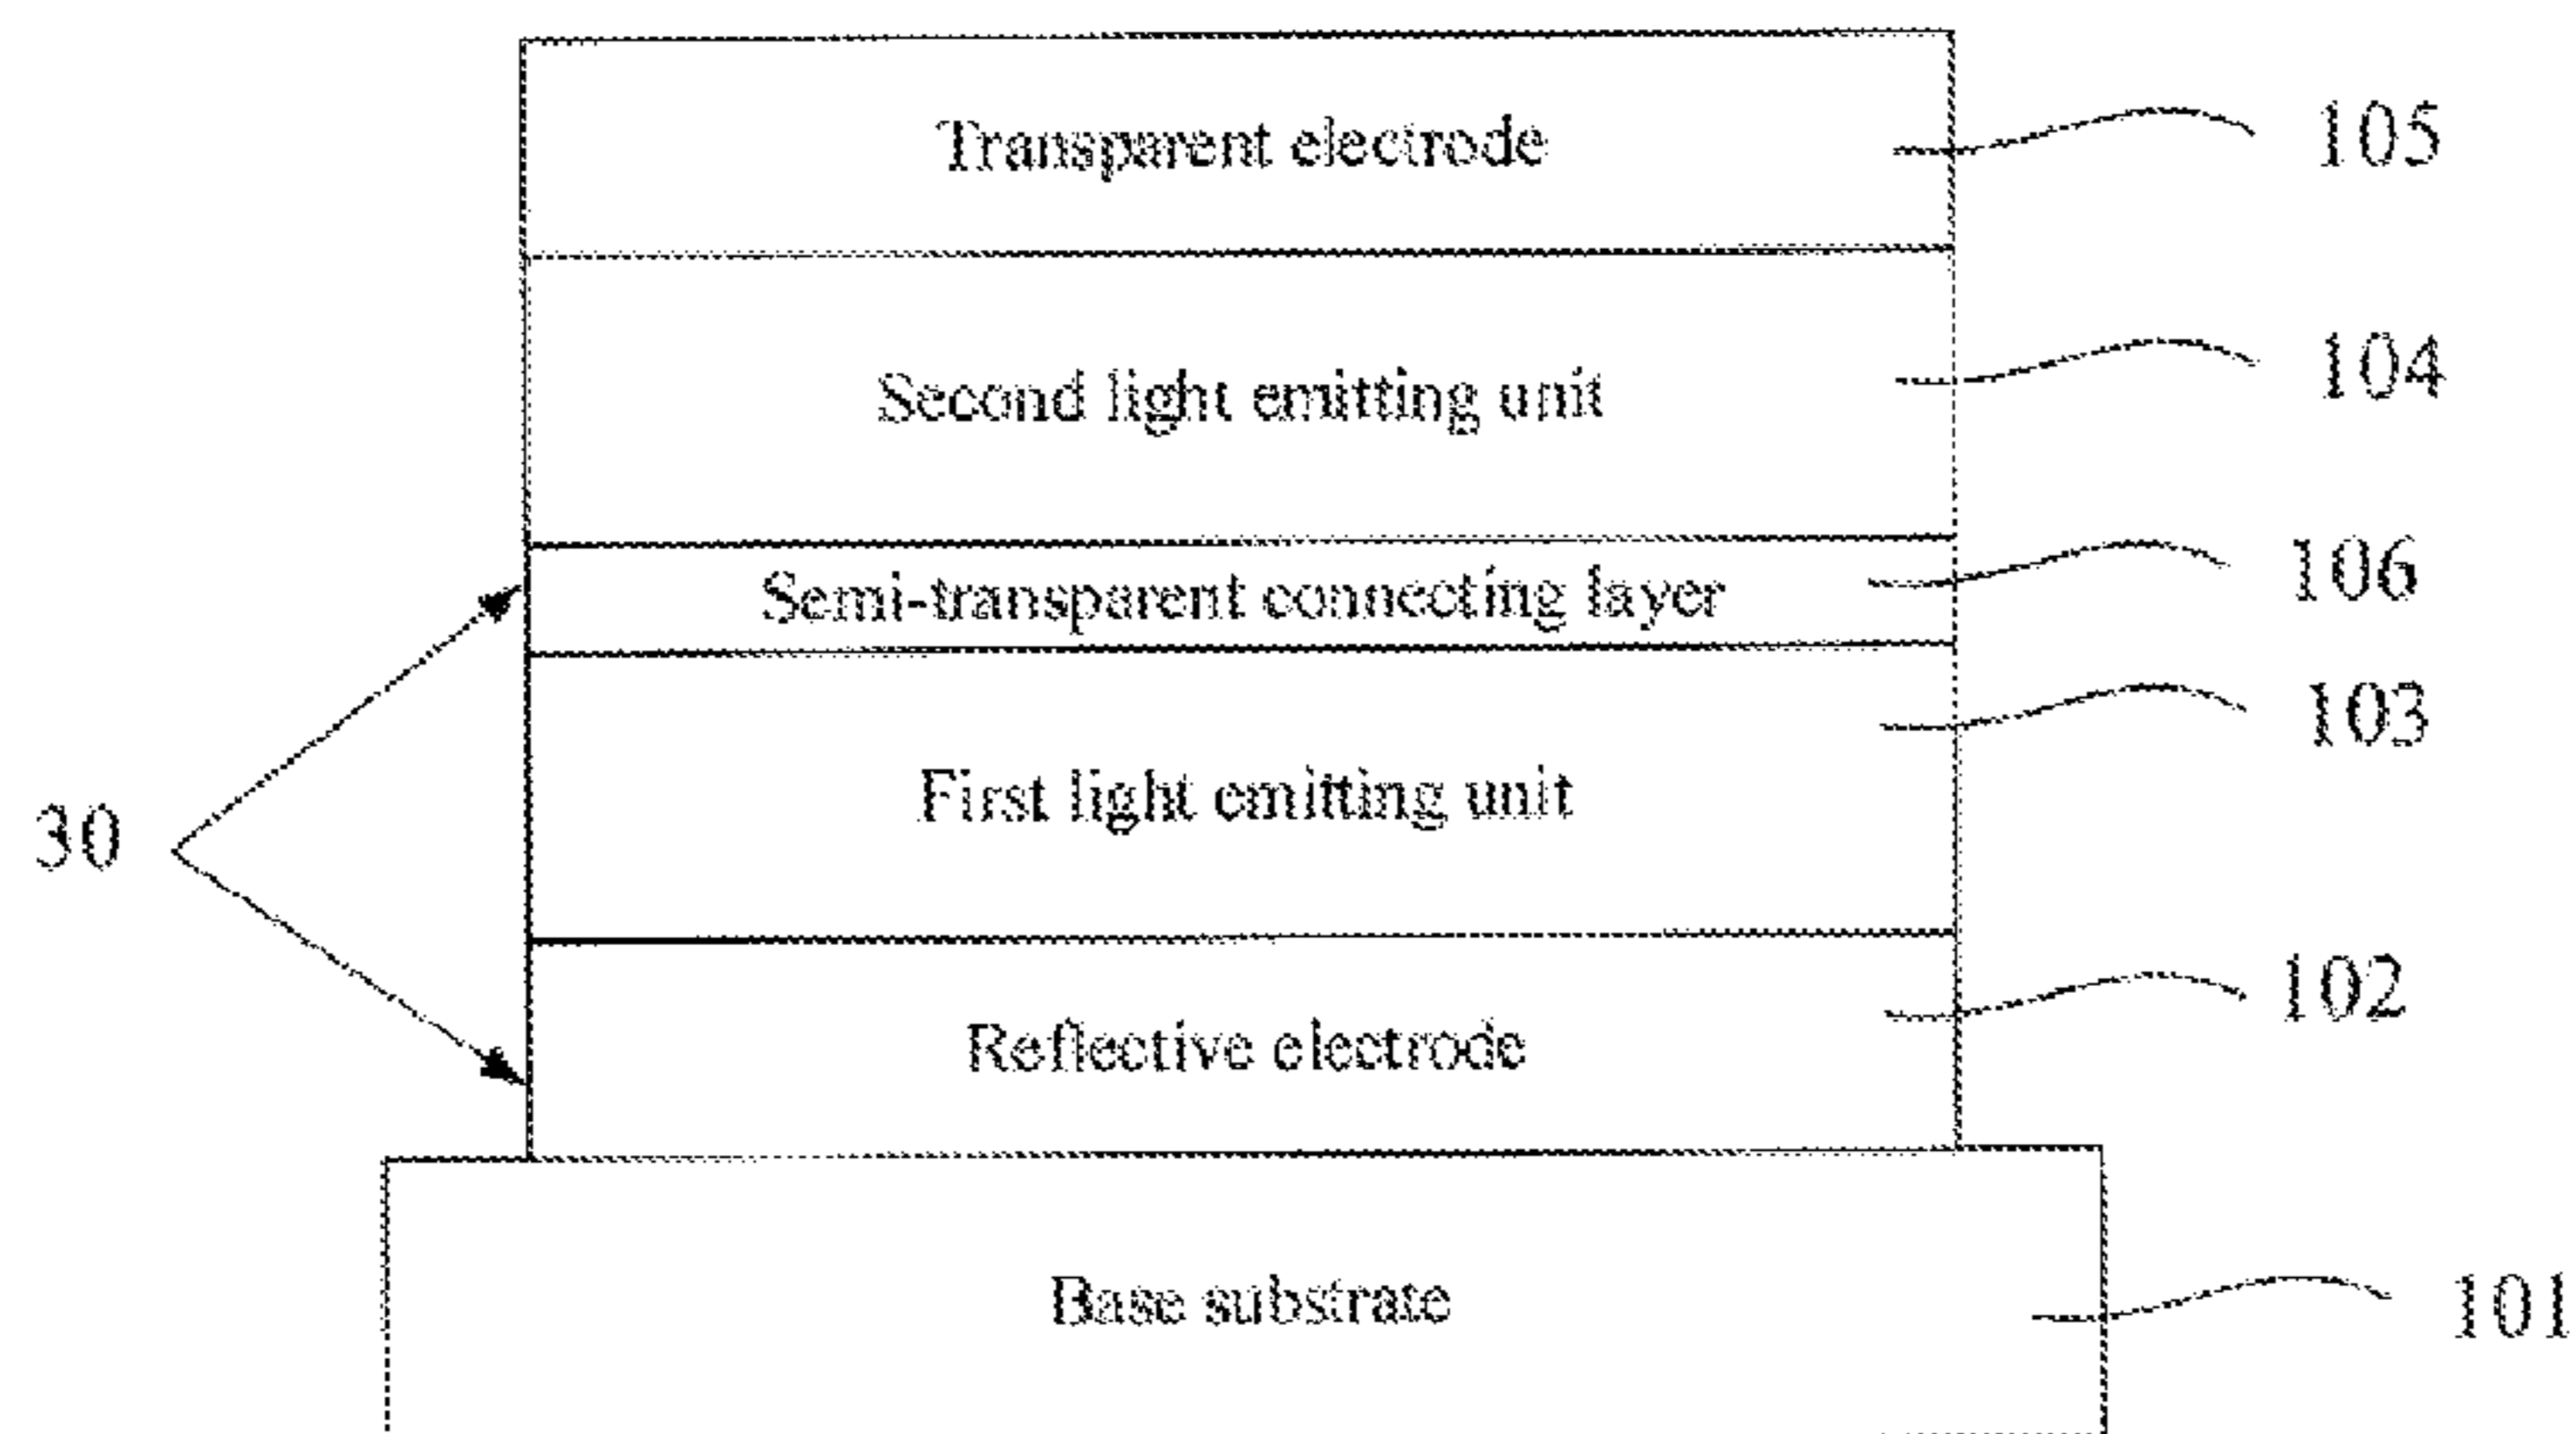 Transparent electrode 105
Second light emitting unit 104
Semi-transparent connecting layer 106
First light emitting unit 103
30
Reflective electrode 102
Base substrate 101